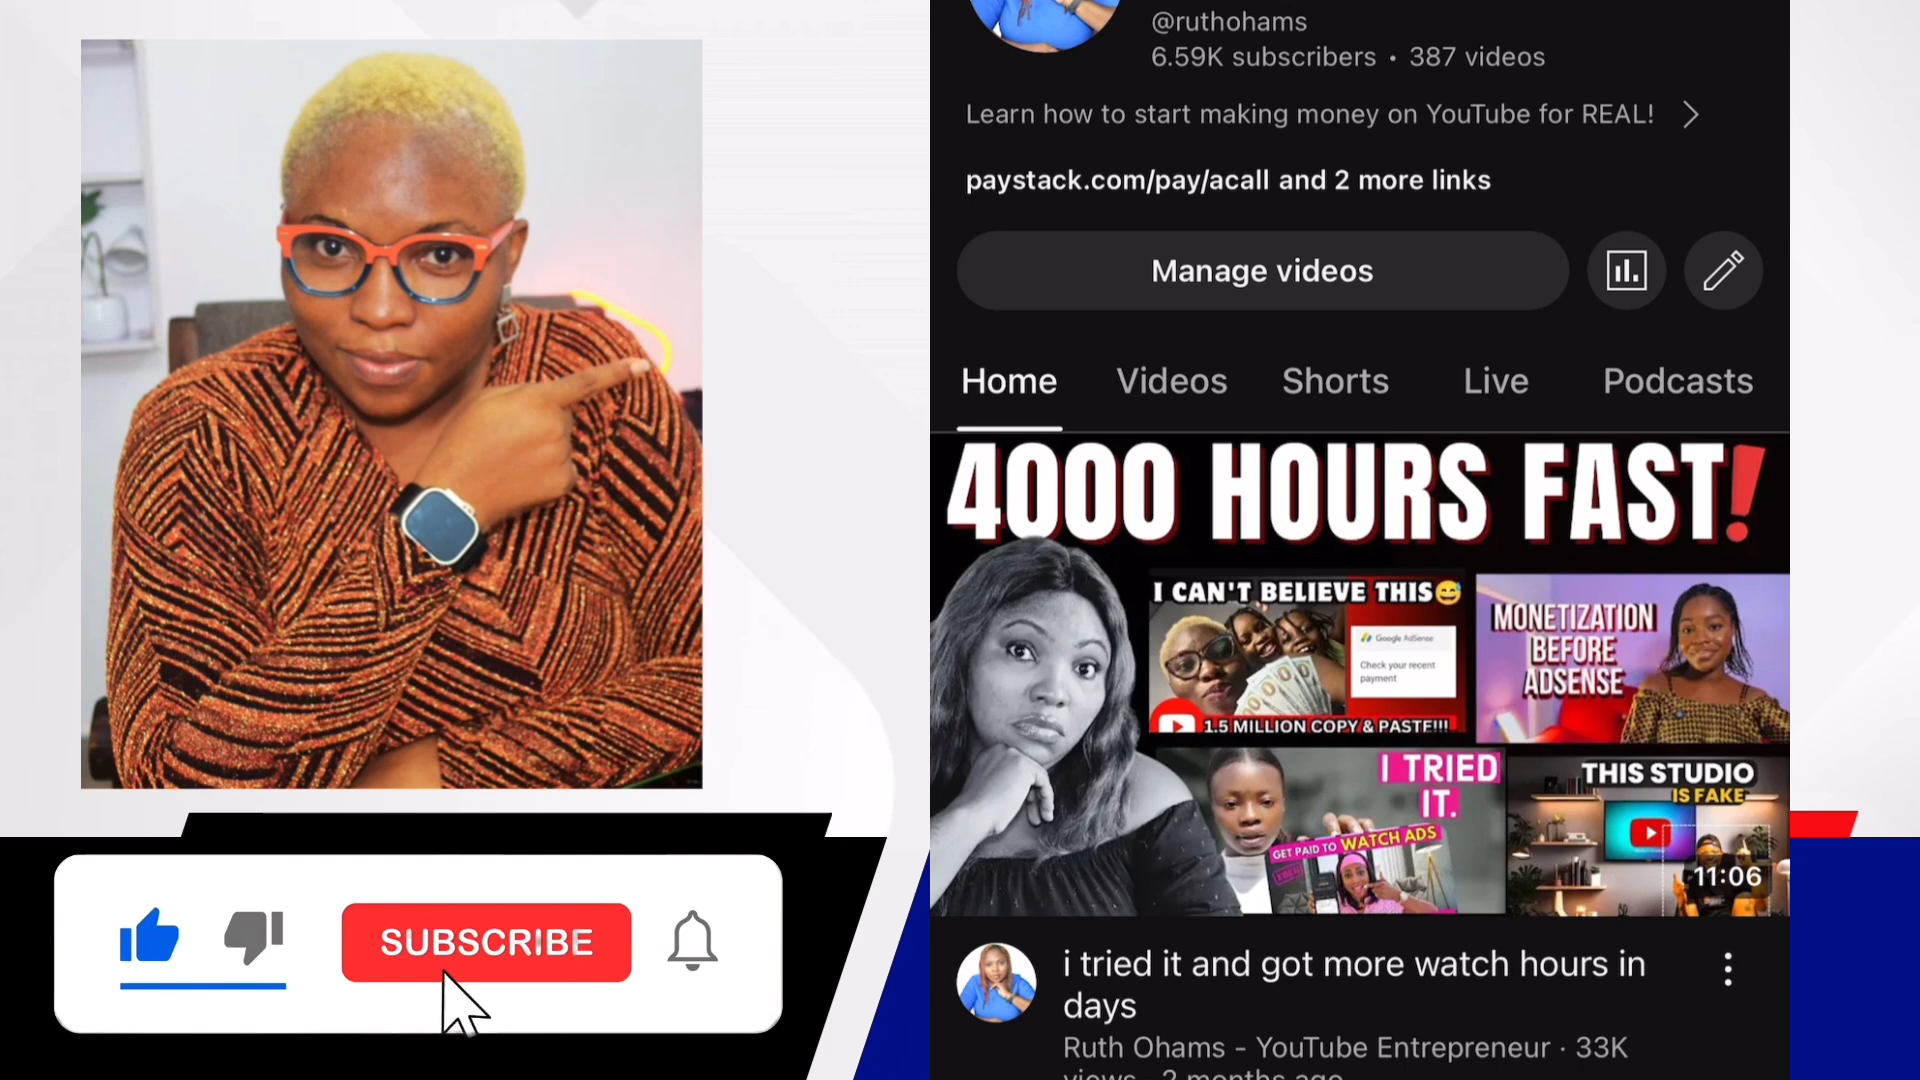 @ruthohams
6.59K subscribers • 387 videos
Learn how to start making money on YouTube for REAL!
paystack.com/pay/acall and 2 more links
Manage videos
Home Videos Shorts Live Podcasts
4000 HOURS FAST!
I CAN'T BELIEVE THIS😅
Google AdSense
Check your recent
payment
1.5 MILLION COPY & PASTE!!!
MONETIZATION
BEFORE
ADSENSE
I TRIED
IT.
GET PAID TO WATCH ADS
THIS STUDIO
IS FAKE
11:06
i tried it and got more watch hours in
days
Ruth Ohams - YouTube Entrepreneur · 33K
views · 2 months ago
SUBSCRIBE